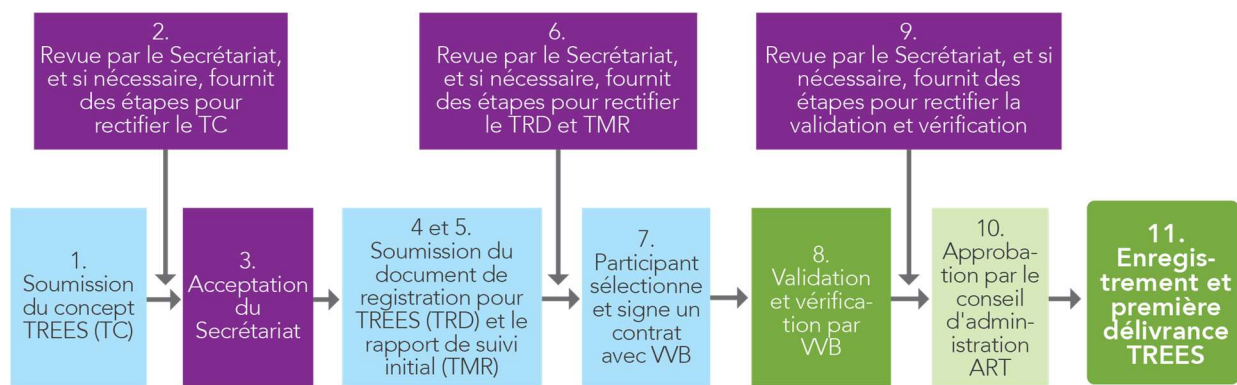 2.
Revue par le Secrétariat,
et si nécessaire, fournit
des étapes pour
rectifier le TC
6.
Revue par le Secrétariat,
et si nécessaire, fournit
des étapes pour rectifier
le TRD et TMR
9.
Revue par le Secrétariat, et si
nécessaire, fournit des
étapes pour rectifier la
validation et vérification
1.
Soumission
du concept
TREES (TC)
3.
Acceptation
du
Secrétariat
4 et 5.
Soumission du
document de
registration pour
TREES (TRD) et le
rapport de suivi
initial (TMR)
7.
Participant
sélectionne
et signe un
contrat
avec VVB
8.
Validation
et vérifica-
tion par
VVB
10.
Approba-
tion par le
conseil
d'admin-
istration
ART
11.
Enregis-
trement et
première
délivrance
TREES